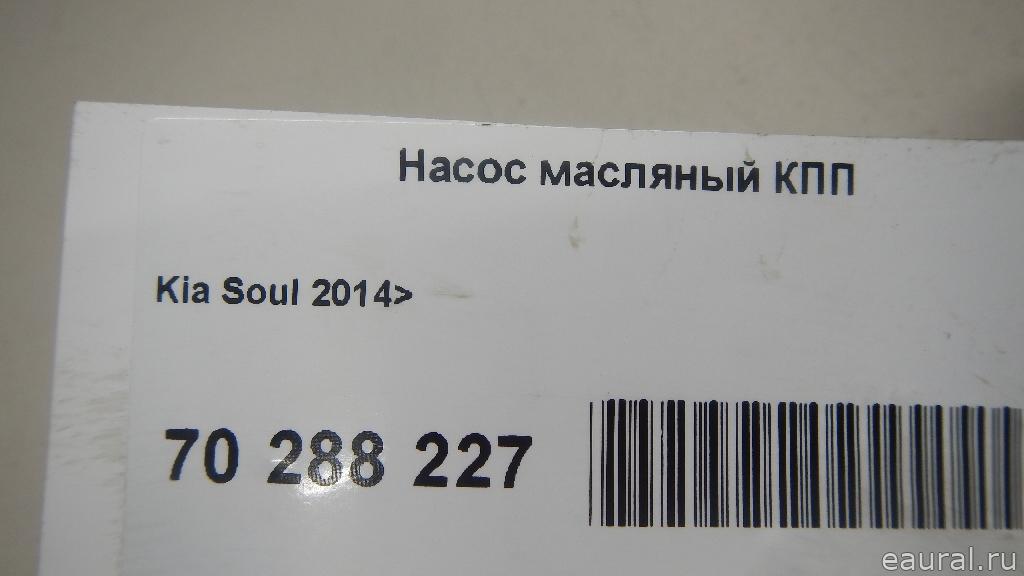 Насос масляный КПП
Kia Soul 2014>
70 288 227
eaural.ru